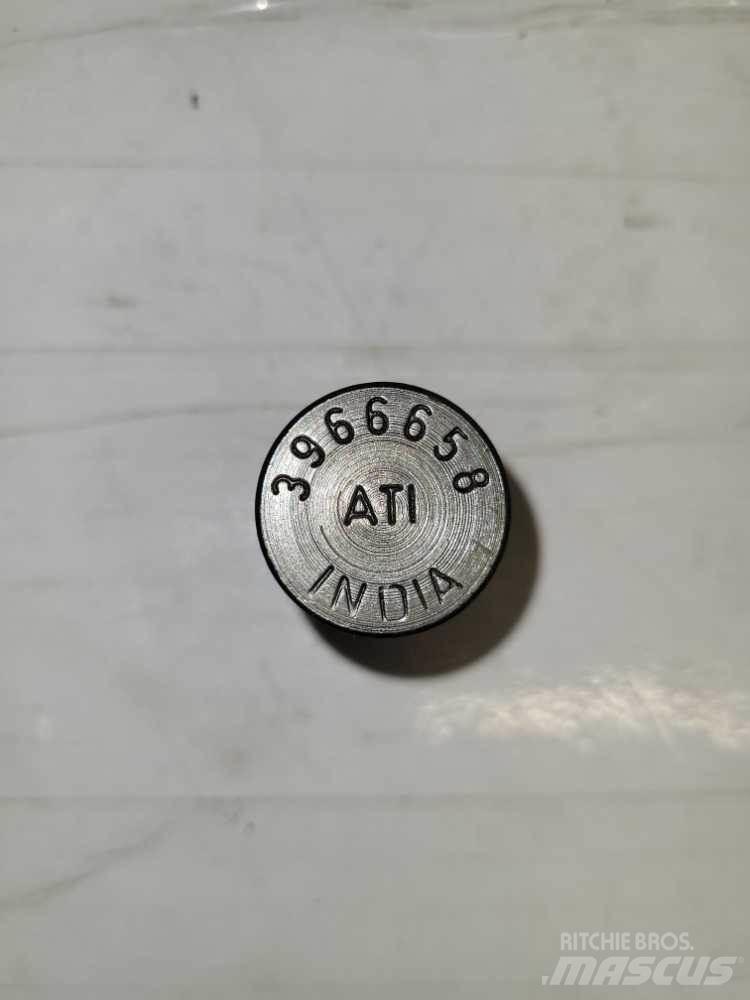 3966658
ATI
INDIA
RITCHIE BROS.
MASCUS